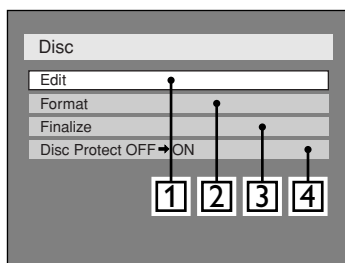 Disc
Edit
Format
Finalize
Disc Protect OFF➔ON
1 2 3 4